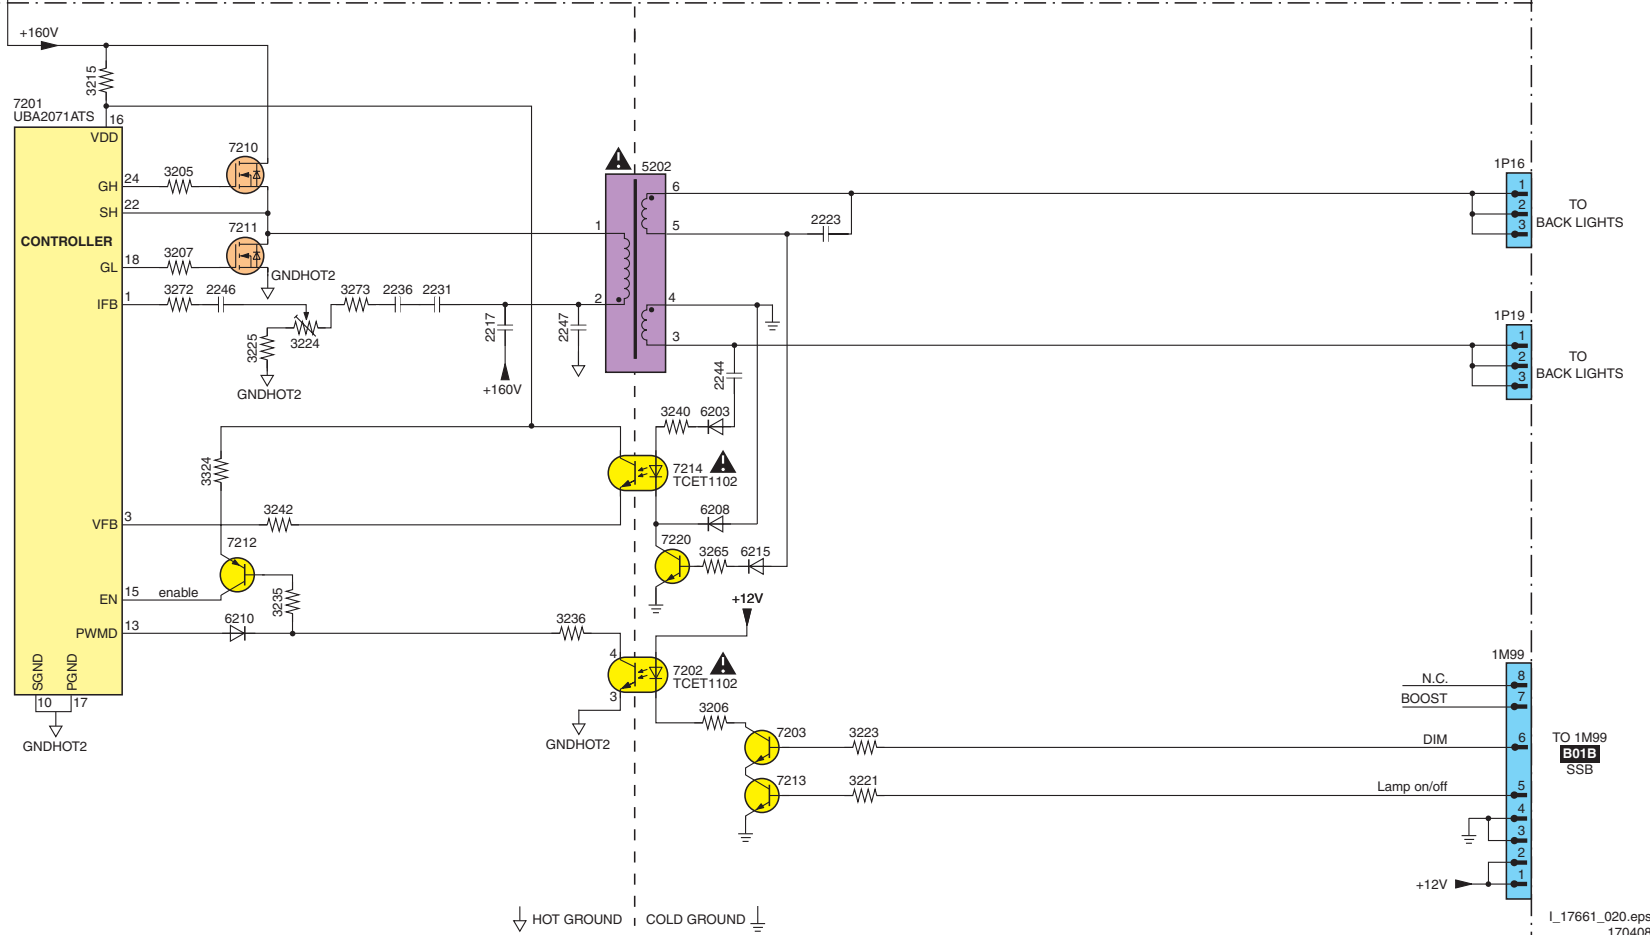 +160V
3215
7201
UBA2071ATS
16
VDD
7210
GH 24 3205
SH 22
7211
CONTROLLER
GL 18 3207
GNDHOT2
IFB 1 3272 2246 3273 2236 2231
3224
3225
GNDHOT2
2217
+160V
2247
5202
1
2
6
5
4
3
2223
2244
3240 6203
7214
TCET1102
6208
3324
VFB 3 3242
7212
7220
3265 6215
EN 15 enable
3235
+12V
PWMD 13 6210
3236
4
3
7202
TCET1102
SGND
PGND
10 17
GNDHOT2
GNDHOT2
3206
7203 3223
7213 3221
1P16
1
2
3
TO
BACK LIGHTS
1P19
1
2
3
TO
BACK LIGHTS
1M99
N.C. 8
BOOST 7
DIM 6
Lamp on/off 5
4
3
2
+12V 1
TO 1M99
B01B
SSB
HOT GROUND COLD GROUND
I_17661_020.eps
170408